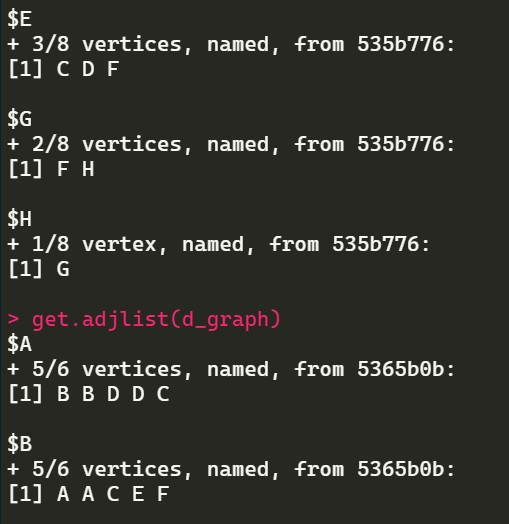 $E
+ 3/8 vertices, named, from 535b776:
[1] C D F
$G
+ 2/8 vertices, named, from 535b776:
[1] F H
$H
+ 1/8 vertex, named, from 535b776:
[1] G
> get.adjlist(d_graph)
$A
+ 5/6 vertices, named, from 5365b0b:
[1] B B D D C
$B
+ 5/6 vertices, named, from 5365b0b:
[1] A A C E F